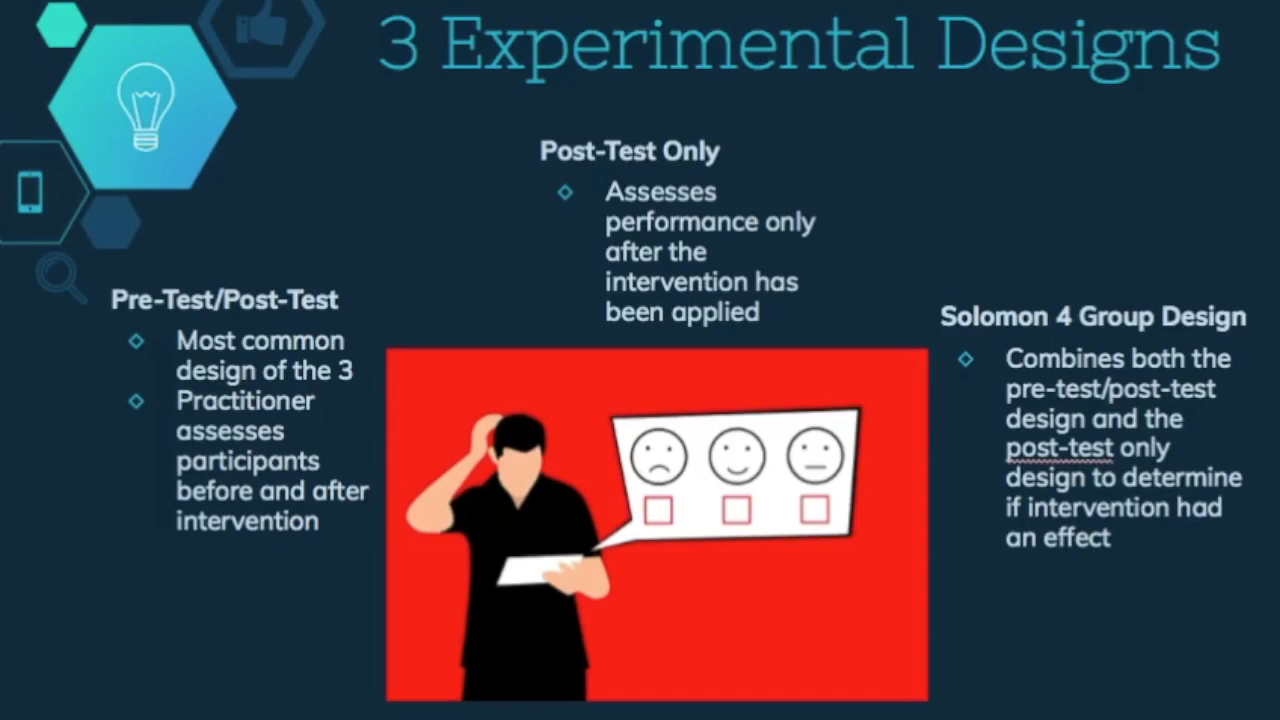 3 Experimental Designs
Post-Test Only
Assesses
performance only
after the
intervention has
been applied
Pre-Test/Post-Test
Most common
design of the 3
Practitioner
assesses
participants
before and after
intervention
Solomon 4 Group Design
Combines both the
pre-test/post-test
design and the
post-test only
design to determine
if intervention had
an effect